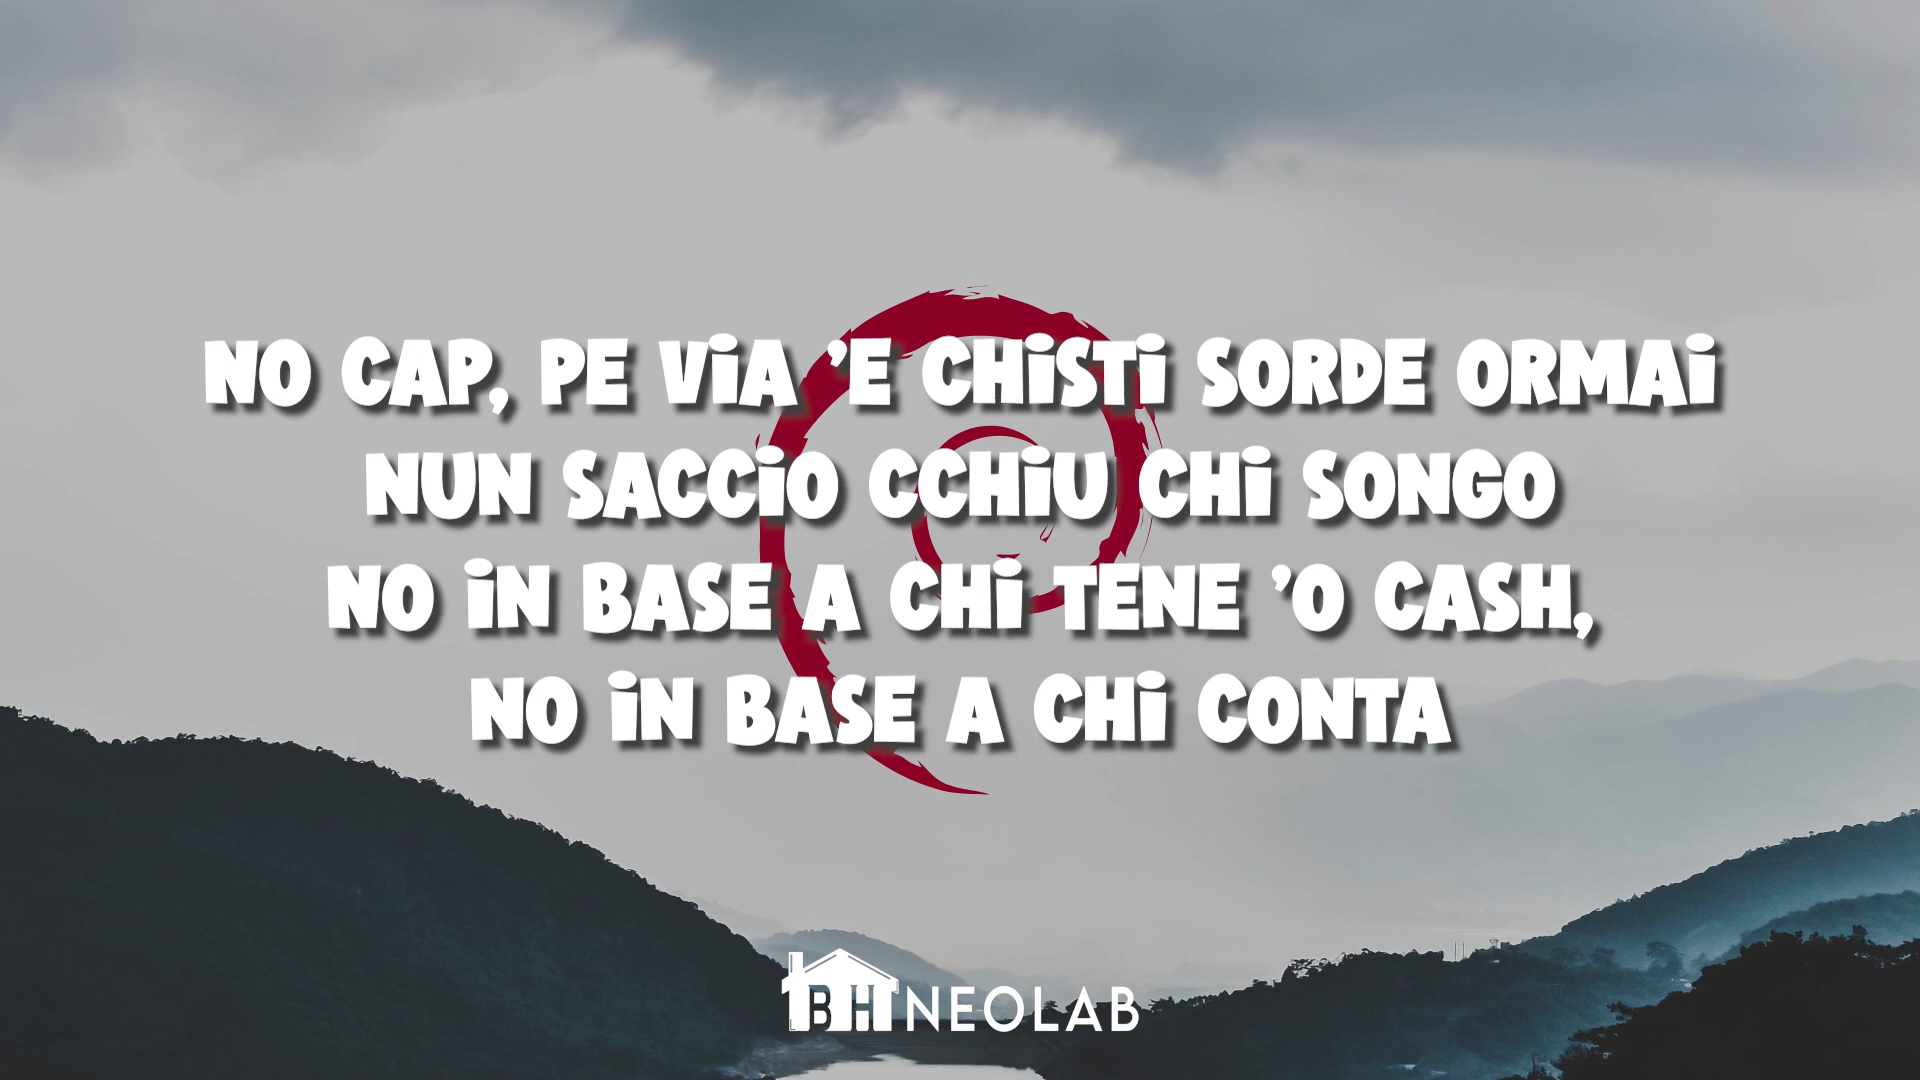 NO CAP, PE ViA 'E CHiSTi SORDE ORMAi
NUN SACCiO CCHiU CHi SONGO
NO iN BASE A CHi TENE 'O CASH,
NO iN BASE A CHi CONTA
BH NEOLAB